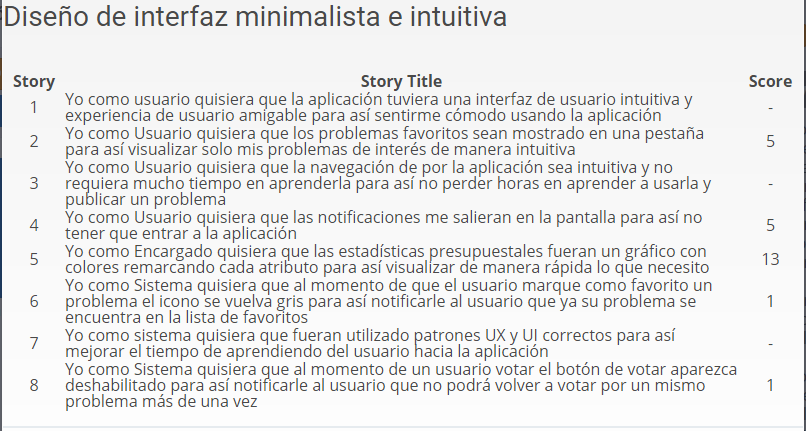 Diseño de interfaz minimalista e intuitiva
Story Story Title Score
1 Yo como usuario quisiera que la aplicación tuviera una interfaz de usuario intuitiva y -
experiencia de usuario amigable para así sentirme cómodo usando la aplicación
2 Yo como Usuario quisiera que los problemas favoritos sean mostrado en una pestaña 5
para así visualizar solo mis problemas de interés de manera intuitiva
3 Yo como Usuario quisiera que la navegación de por la aplicación sea intuitiva y no -
requiera mucho tiempo en aprenderla para así no perder horas en aprender a usarla y
publicar un problema
4 Yo como Usuario quisiera que las notificaciones me salieran en la pantalla para así no 5
tener que entrar a la aplicación
5 Yo como Encargado quisiera que las estadísticas presupuestales fueran un gráfico con 13
colores remarcando cada atributo para así visualizar de manera rápida lo que necesito
6 Yo como Sistema quisiera que al momento de que el usuario marque como favorito un 1
problema el icono se vuelva gris para así notificarle al usuario que ya su problema se
encuentra en la lista de favoritos
7 Yo como sistema quisiera que fueran utilizado patrones UX y UI correctos para así -
mejorar el tiempo de aprendiendo del usuario hacia la aplicación
8 Yo como Sistema quisiera que al momento de un usuario votar el botón de votar aparezca 1
deshabilitado para así notificarle al usuario que no podrá volver a votar por un mismo
problema más de una vez